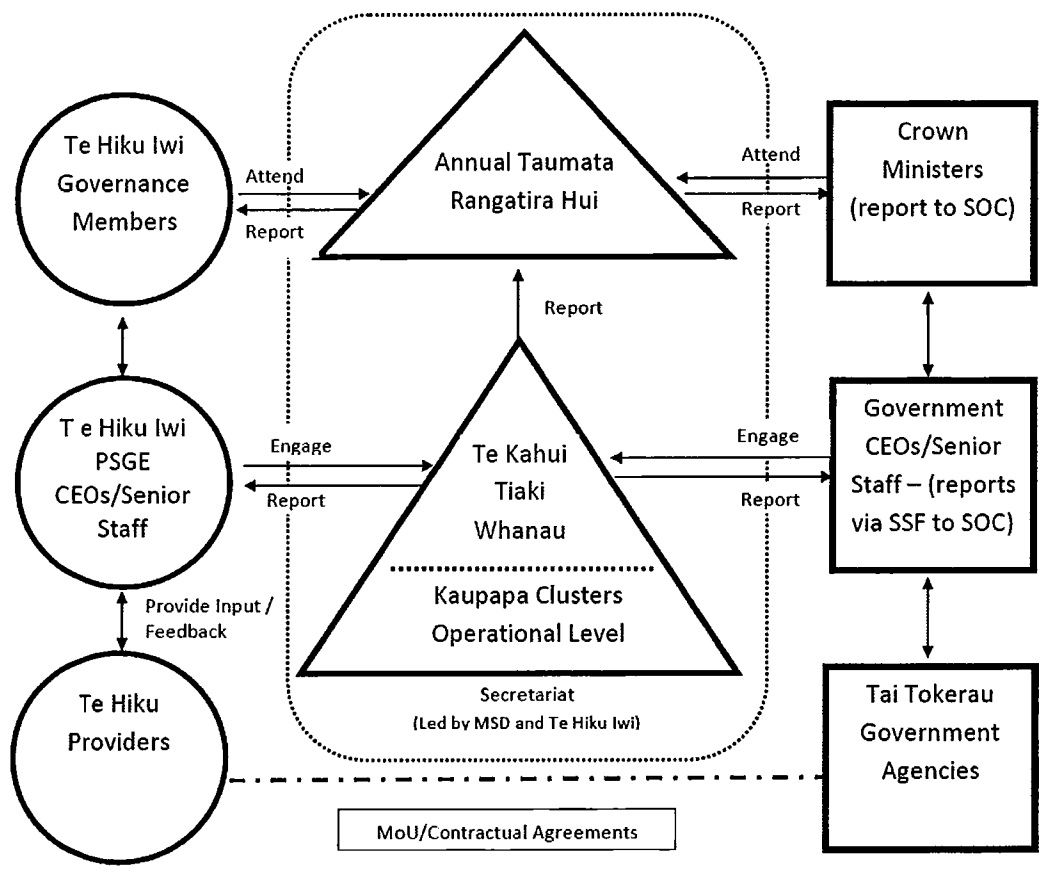 Te Hiku Iwi
Governance
Members
Attend
Report
Annual Taumata
Rangatira Hui
Attend
Report
Crown
Ministers
(report to SOC)
Report
T e Hiku Iwi
PSGE
CEOs/Senior
Staff
Engage
Report
Te Kahui
Tiaki
Whanau
Kaupapa Clusters
Operational Level
Engage
Report
Government
CEOs/Senior
Staff – (reports
via SSF to SOC)
Provide Input /
Feedback
Te Hiku
Providers
Secretariat
(Led by MSD and Te Hiku Iwi)
Tai Tokerau
Government
Agencies
MoU/Contractual Agreements